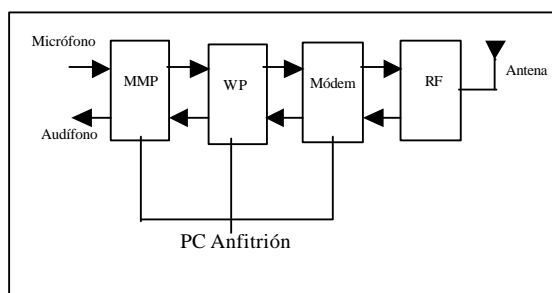 Micrófono
MMP
WP
Módem
RF
Antena
Audífono
PC Anfitrión